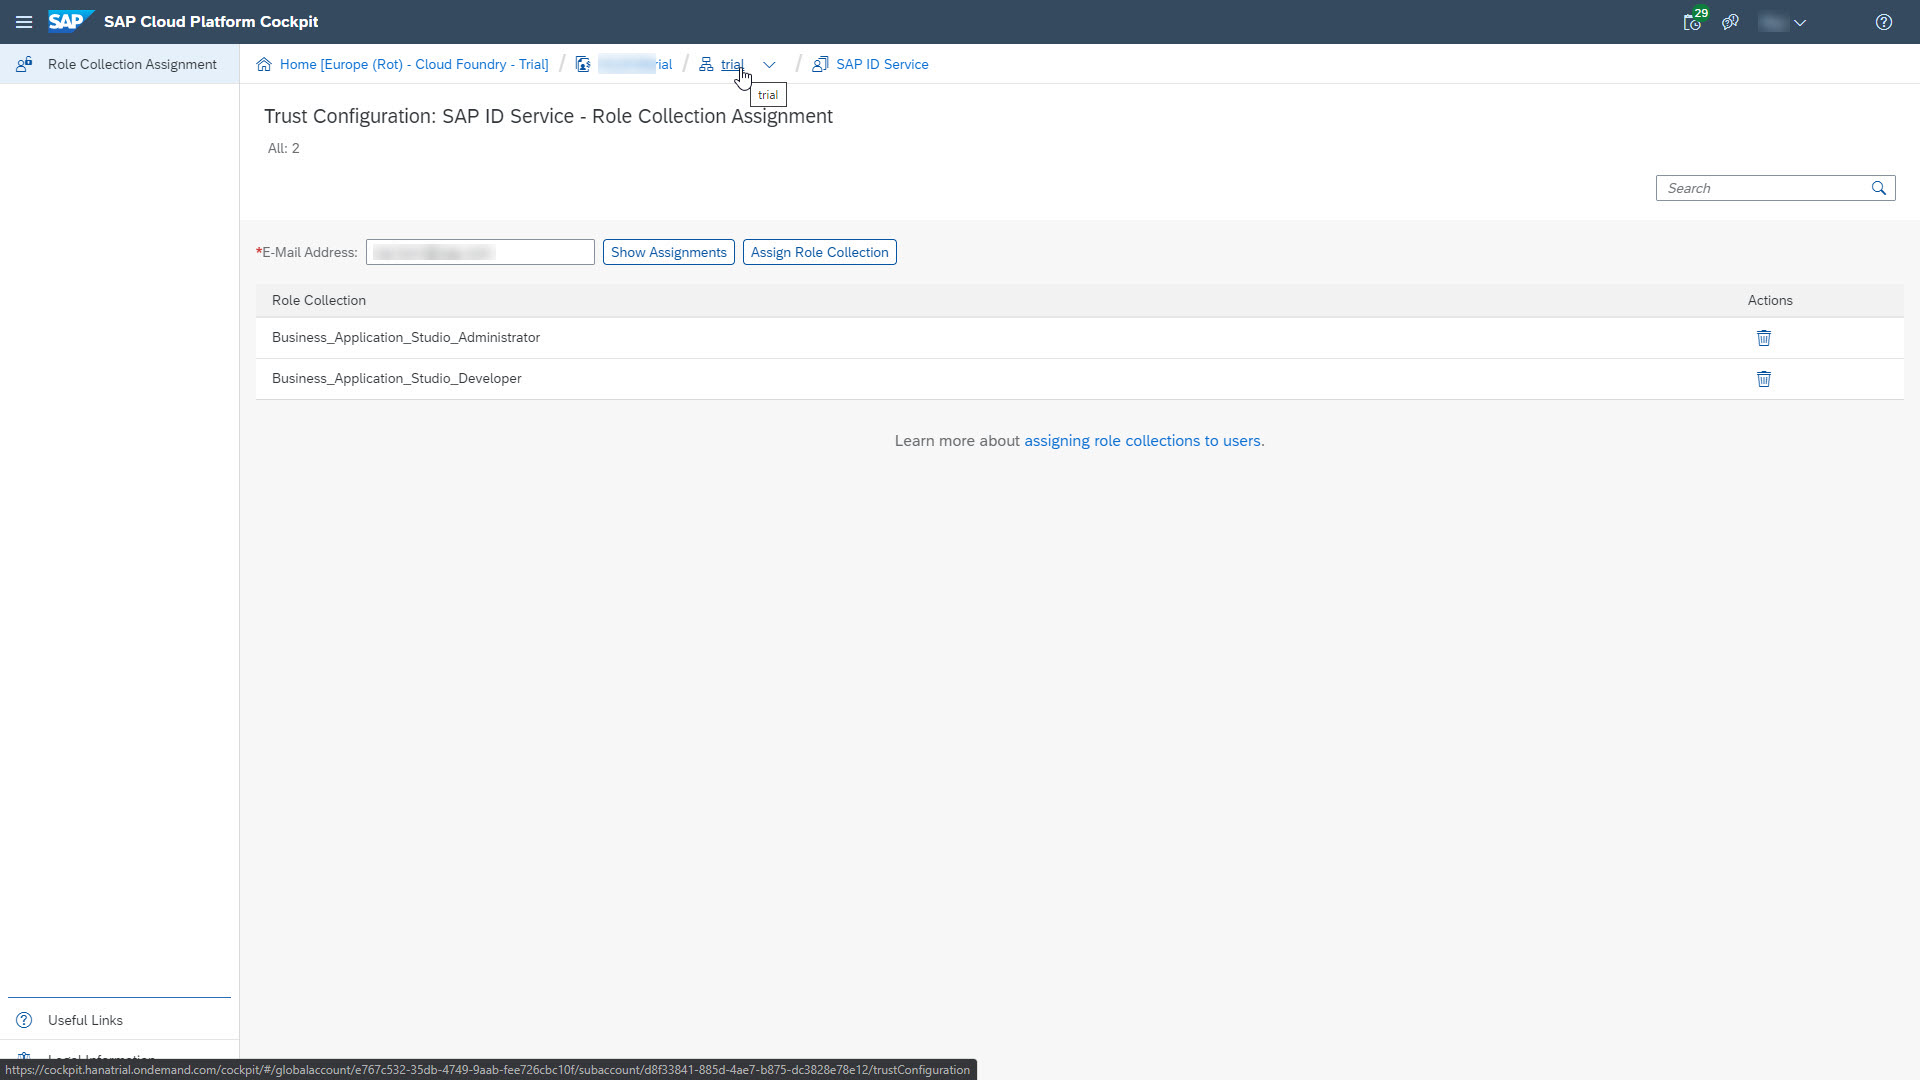 SAP SAP Cloud Platform Cockpit 29
Role Collection Assignment
Home [Europe (Rot) - Cloud Foundry - Trial] / rial / trial / SAP ID Service
trial
Trust Configuration: SAP ID Service - Role Collection Assignment
All: 2
Search
*E-Mail Address: Show Assignments Assign Role Collection
Role Collection Actions
Business_Application_Studio_Administrator
Business_Application_Studio_Developer
Learn more about assigning role collections to users.
Useful Links
Legal Information
https://cockpit.hanatrial.ondemand.com/cockpit/#/globalaccount/e767c532-35db-4749-9aab-fee726cbc10f/subaccount/d8f33841-885d-4ae7-b875-dc3828e78e12/trustConfiguration